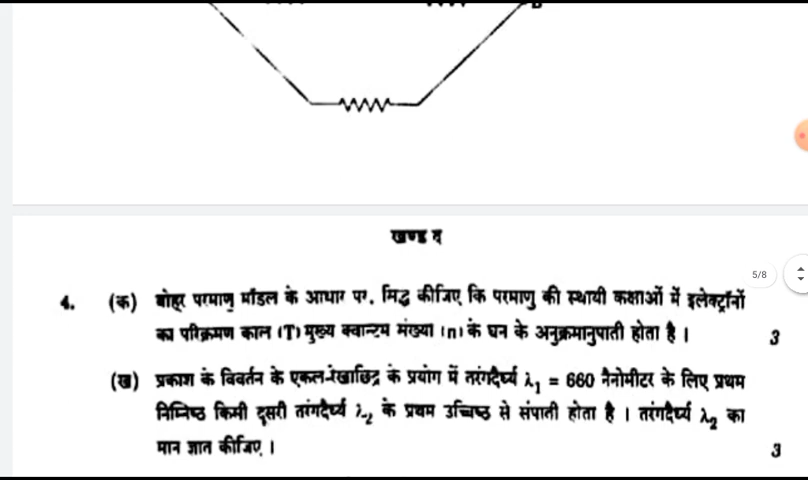 खण्ड द
5/8
4. (क) बोहर परमाणु मॉडल के आधार पर, सिद्ध कीजिए कि परमाणु की स्थायी कक्षाओं में इलेक्ट्रॉनों
का परिक्रमण काल (T) मुख्य क्वान्टम संख्या (n) के घन के अनुक्रमानुपाती होता है ।
3
(ख) प्रकाश के विवर्तन के एकल-रेखाछिद्र के प्रयोग में तरंगदैर्घ्य λ₁ = 660 नैनोमीटर के लिए प्रथम
निम्निष्ठ किसी दूसरी तरंगदैर्घ्य λ₂ के प्रथम उच्चिष्ठ से संपाती होता है । तरंगदैर्घ्य λ₂ का
मान ज्ञात कीजिए ।
3